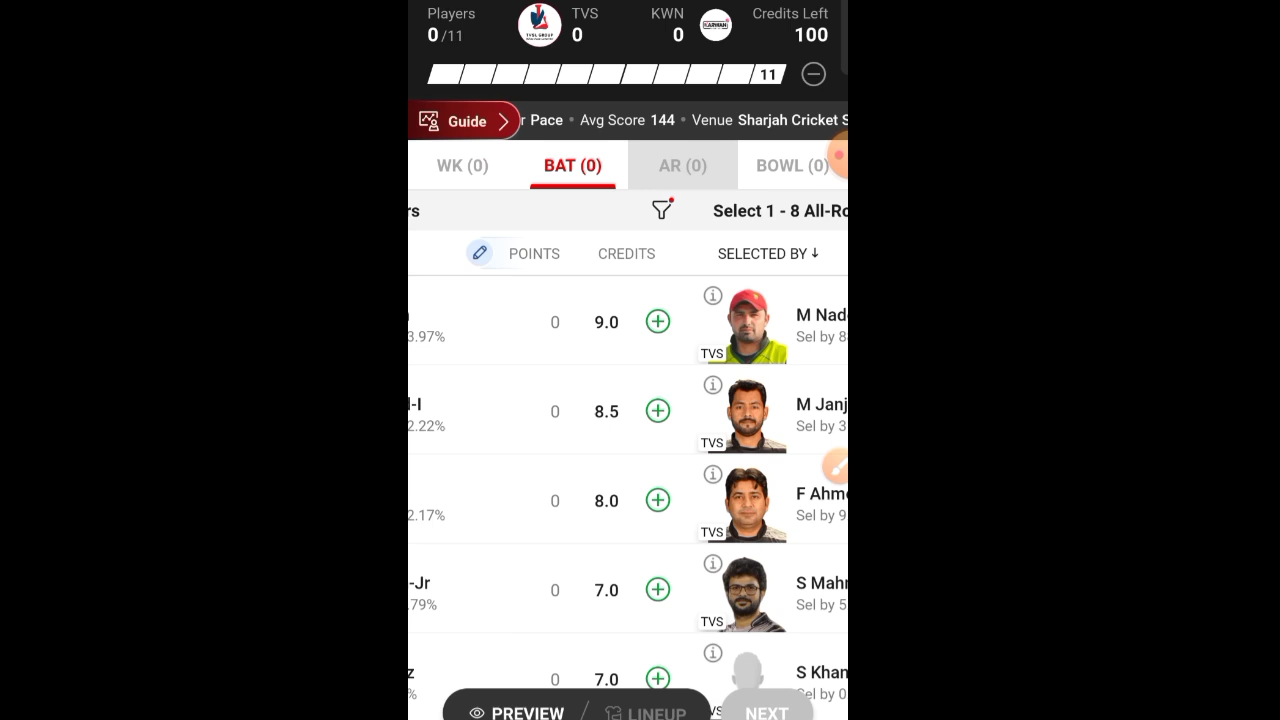 Players TVS KWN Credits Left
0/11 0 0 100
TVSL GROUP
KARWAN
11
Guide r Pace • Avg Score 144 • Venue Sharjah Cricket S
WK (0) BAT (0) AR (0) BOWL (0)
rs Select 1 - 8 All-Ro
POINTS CREDITS SELECTED BY ↓
3.97% 0 9.0 TVS M Nad
Sel by 8
l-I 0 8.5 TVS M Janj
2.22% Sel by 3
0 8.0 TVS F Ahme
2.17% Sel by 9
-Jr 0 7.0 TVS S Mahr
.79% Sel by 5
z 0 7.0 S Khan
% Sel by 0
PREVIEW / LINEUP NEXT